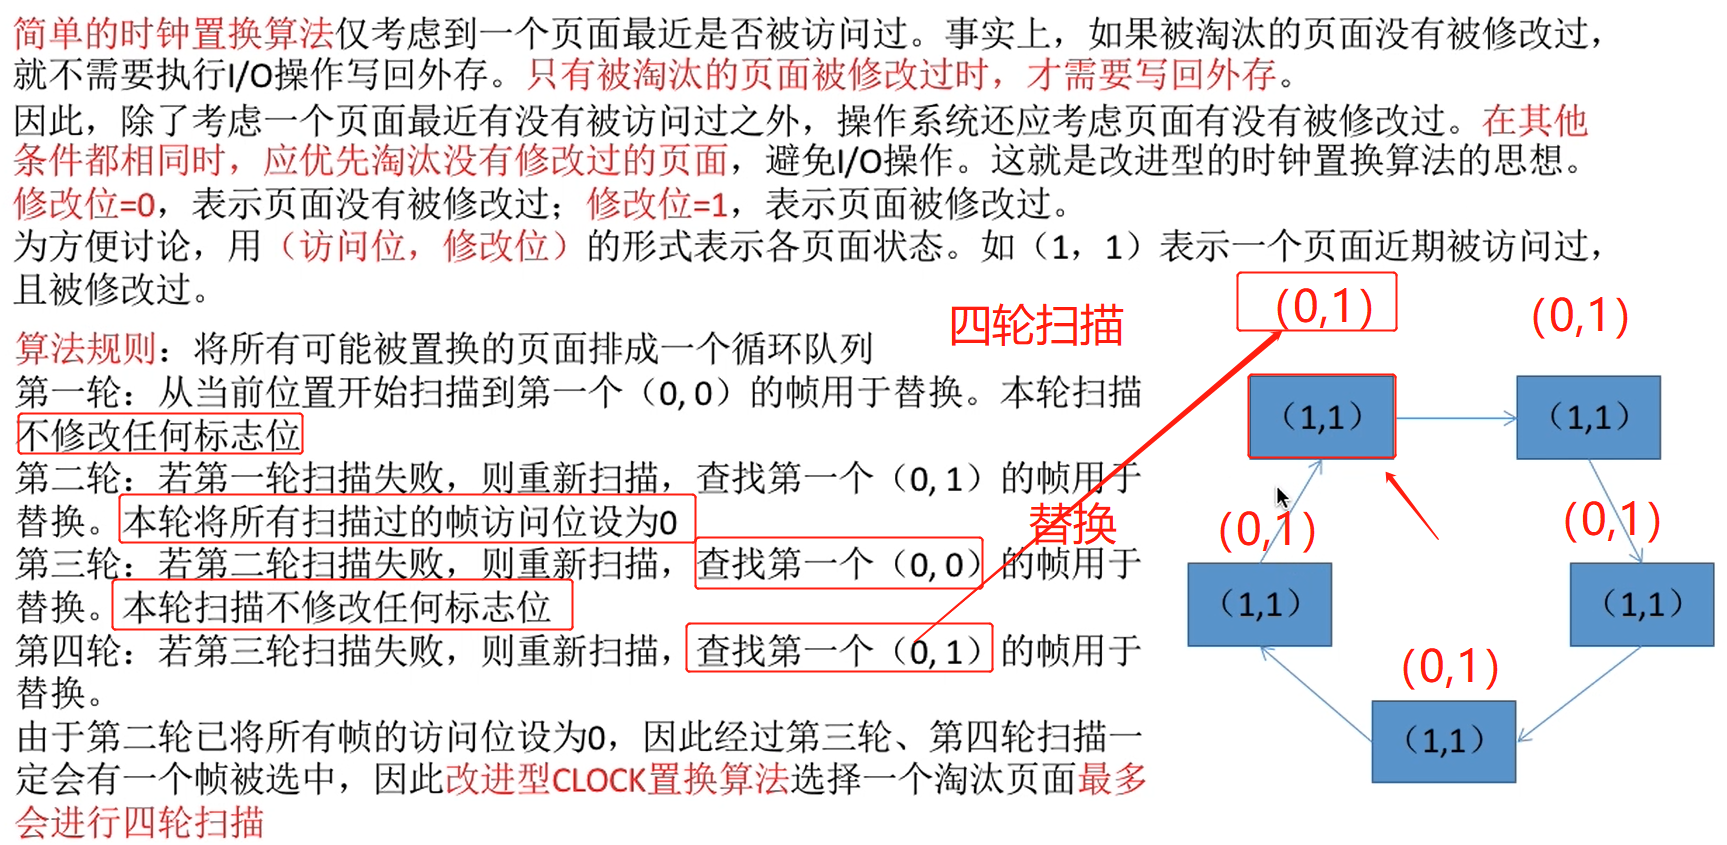 简单的时钟置换算法仅考虑到一个页面最近是否被访问过。事实上，如果被淘汰的页面没有被修改过，
就不需要执行I/O操作写回外存。只有被淘汰的页面被修改过时，才需要写回外存。
因此，除了考虑一个页面最近有没有被访问过之外，操作系统还应考虑页面有没有被修改过。在其他
条件都相同时，应优先淘汰没有修改过的页面，避免I/O操作。这就是改进型的时钟置换算法的思想。
修改位=0，表示页面没有被修改过；修改位=1，表示页面被修改过。
为方便讨论，用（访问位，修改位）的形式表示各页面状态。如（1，1）表示一个页面近期被访问过，
且被修改过。
算法规则：将所有可能被置换的页面排成一个循环队列
第一轮：从当前位置开始扫描到第一个（0, 0）的帧用于替换。本轮扫描
不修改任何标志位
第二轮：若第一轮扫描失败，则重新扫描，查找第一个（0, 1）的帧用于
替换。本轮将所有扫描过的帧访问位设为0
第三轮：若第二轮扫描失败，则重新扫描，查找第一个（0, 0）的帧用于
替换。本轮扫描不修改任何标志位
第四轮：若第三轮扫描失败，则重新扫描，查找第一个（0, 1）的帧用于
替换。
由于第二轮已将所有帧的访问位设为0，因此经过第三轮、第四轮扫描一
定会有一个帧被选中，因此改进型CLOCK置换算法选择一个淘汰页面最多
会进行四轮扫描
四轮扫描
(0,1)
(0,1)
（1,1）
（1,1）
替换
(0,1)
(0,1)
（1,1）
（1,1）
(0,1)
（1,1）